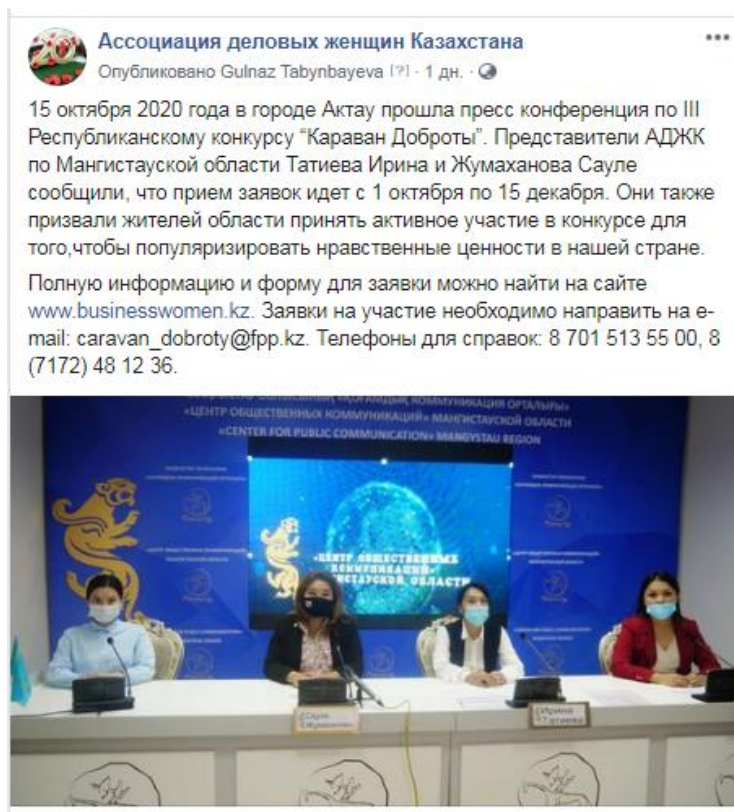 Ассоциация деловых женщин Казахстана
Опубликовано Gulnaz Tabynbayeva [?] · 1 дн. ·
15 октября 2020 года в городе Актау прошла пресс конференция по III
Республиканскому конкурсу “Караван Доброты”. Представители АДЖК
по Мангистауской области Татиева Ирина и Жумаханова Сауле
сообщили, что прием заявок идет с 1 октября по 15 декабря. Они также
призвали жителей области принять активное участие в конкурсе для
того,чтобы популяризировать нравственные ценности в нашей стране.
Полную информацию и форму для заявки можно найти на сайте
www.businesswomen.kz. Заявки на участие необходимо направить на e-
mail: caravan_dobroty@fpp.kz. Телефоны для справок: 8 701 513 55 00, 8
(7172) 48 12 36.
КОММУНИКАЦИЯ ОРТАЛЫҒЫ»
«ЦЕНТР ОБЩЕСТВЕННЫХ КОММУНИКАЦИЙ» МАНГИСТАУСКОЙ ОБЛАСТИ
«CENTER FOR PUBLIC COMMUNICATION» MANGYSTAU REGION
«ЦЕНТР ОБЩЕСТВЕННЫХ
КОММУНИКАЦИЙ»
МАНГИСТАУСКОЙ ОБЛАСТИ
Сауле
Ирина
Татиева